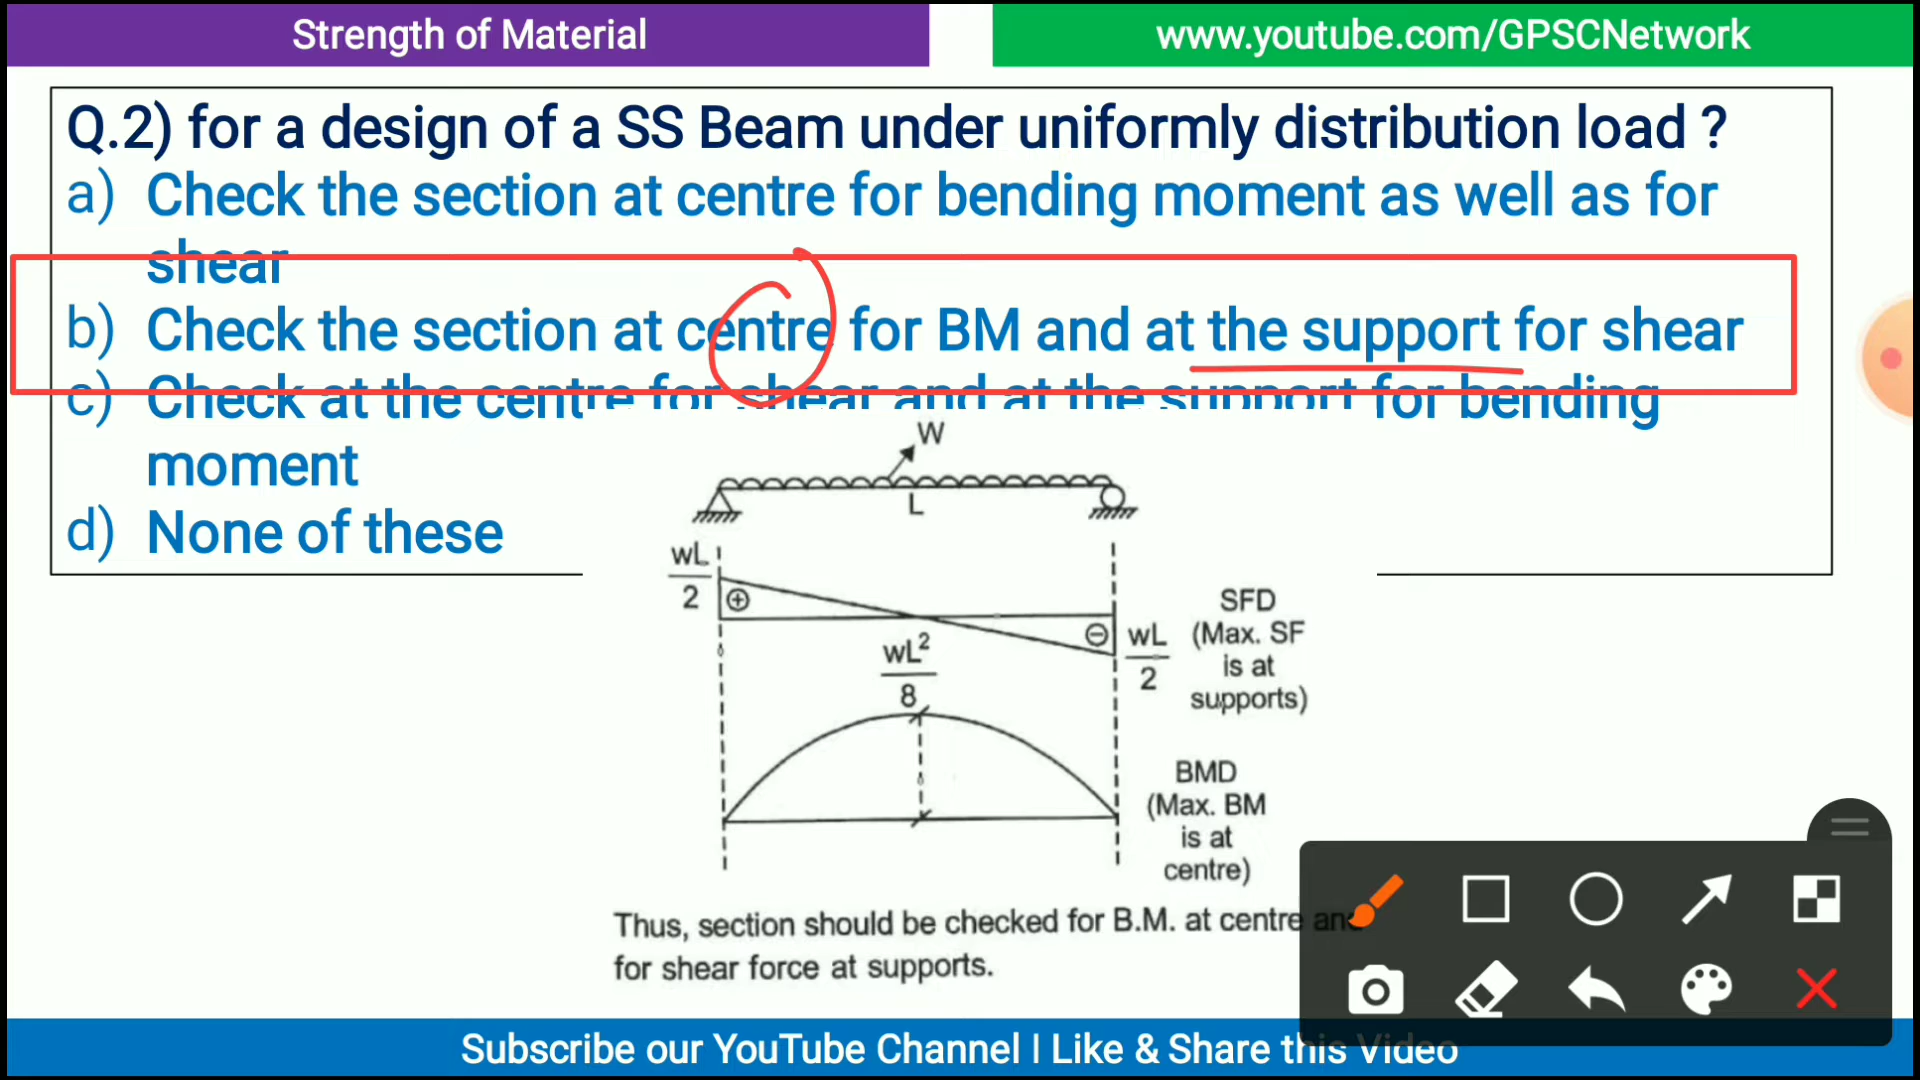 Strength of Material
www.youtube.com/GPSCNetwork
Q.2) for a design of a SS Beam under uniformly distribution load ?
a) Check the section at centre for bending moment as well as for
shear
b) Check the section at centre for BM and at the support for shear
c) Check at the centre for shear and at the support for bending
moment
d) None of these
W
L
wL
2
+
−
wL
2
SFD
(Max. SF
is at
supports)
wL²
8
BMD
(Max. BM
is at
centre)
Thus, section should be checked for B.M. at centre and
for shear force at supports.
Subscribe our YouTube Channel I Like & Share this Video